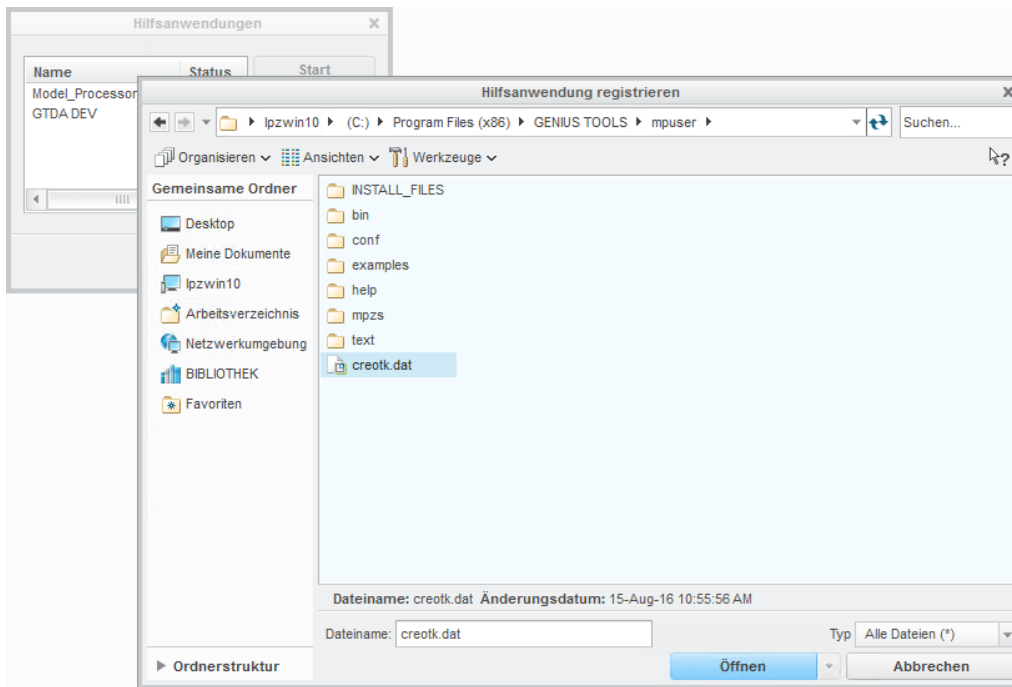 Hilfsanwendungen
Name Status Start
Model_Processor
GTDA DEV
Hilfsanwendung registrieren
lpzwin10 (C:) Program Files (x86) GENIUS TOOLS mpuser Suchen...
Organisieren Ansichten Werkzeuge
Gemeinsame Ordner
Desktop
Meine Dokumente
lpzwin10
Arbeitsverzeichnis
Netzwerkumgebung
BIBLIOTHEK
Favoriten
INSTALL_FILES
bin
conf
examples
help
mpzs
text
creotk.dat
Dateiname: creotk.dat Änderungsdatum: 15-Aug-16 10:55:56 AM
Dateiname: creotk.dat Typ Alle Dateien (*)
Ordnerstruktur Öffnen Abbrechen